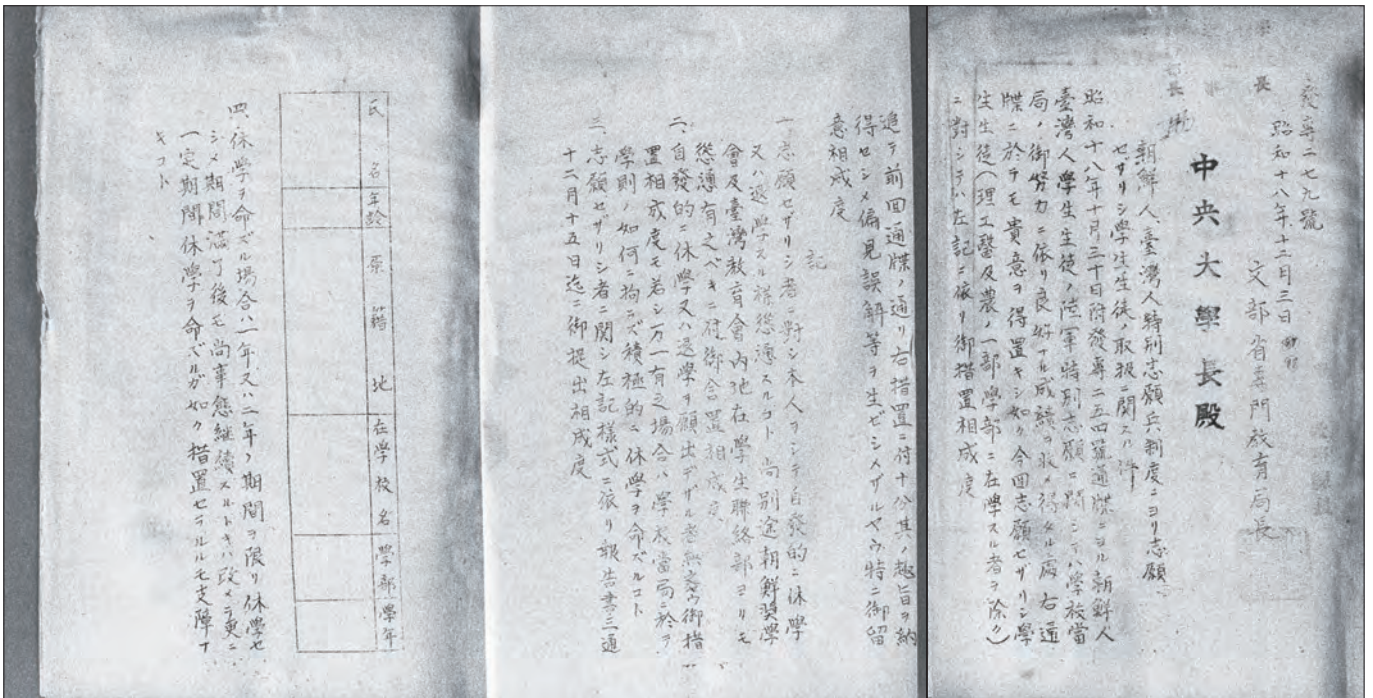 發專二七九號
昭和十八年十二月三日
文部省專門教育局長
中央大學長殿
朝鮮人、臺灣人特別志願兵制度ニヨリ志願
セザリシ學生生徒ノ取扱ニ関スル件
昭和十八年十月三十日附發專二五四號通牒ニヨル朝鮮人
臺灣人學生生徒ノ陸軍特別志願ニ関シテハ學校當
局ノ御努力ニ依リ良好ナル成績ヲ收メ得タル處右通
牒ニ於テモ貴意ヲ得置キシ如ク今回志願セザリシ學
生生徒(理工醫及農ノ一部學部ニ在學スル者ヲ除ク)
ニ對シテハ左記ニ依リ御措置相成度
追テ前回通牒ノ通リ右措置ニ付十分其ノ趣旨ヲ納
得セシメ偏見誤解等ヲ生ゼシメザルヤウ特ニ御留
意相成度
記
一、志願セザリシ者ニ對シ本人ヲシテ自發的ニ休學
又ハ退學スル樣慫慂スルコト尚別途朝鮮奬學
會及臺灣教育會內地在學生聯絡部ヨリモ
慫慂有之ベキニ付御含置相成度
二、自發的ニ休學又ハ退學ヲ願出デザル者無之樣御措
置相成度モ若シ万一有之場合ハ學校當局ニ於テ
學則ノ如何ニ拘ラズ積極的ニ休學ヲ命ズルコト
三、志願セザリシ者ニ関シ左記樣式ニ依リ報告書三通
十二月十五日迄ニ御提出相成度
氏名
年齡
原籍地
在學校名
學部
學年
四、休學ヲ命ズル場合ハ一年又ハ二年ノ期間ヲ限リ休學セ
シメ期間滿了後モ尚事態繼續スルトキハ改メテ更ニ
一定期間休學ヲ命ズルガ如ク措置セラルルモ支障ナ
キコト